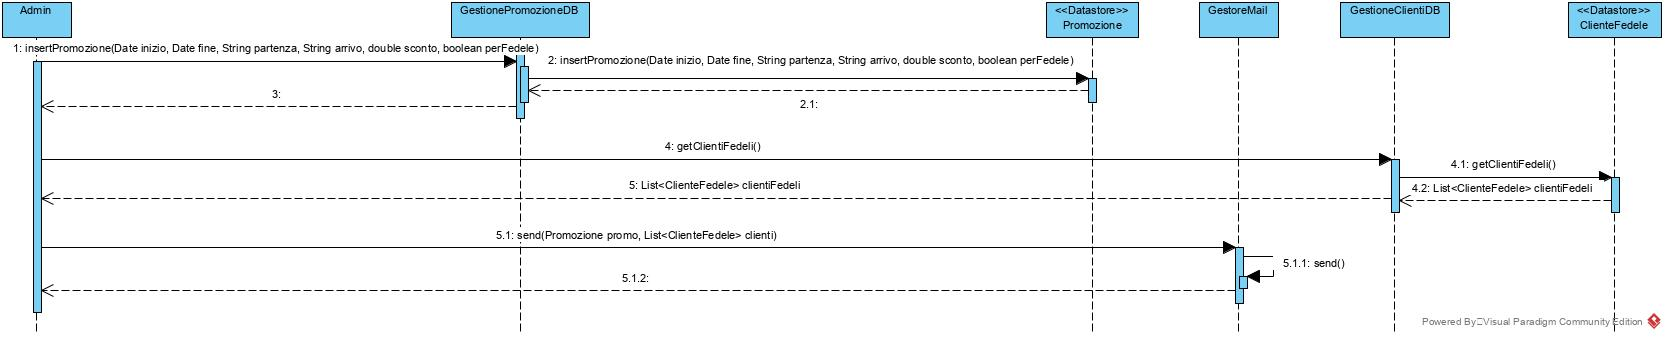 Admin
GestionePromozioneDB
<<Datastore>>
Promozione
GestoreMail
GestioneClientiDB
<<Datastore>>
ClienteFedele
1: insertPromozione(Date inizio, Date fine, String partenza, String arrivo, double sconto, boolean perFedele)
2: insertPromozione(Date inizio, Date fine, String partenza, String arrivo, double sconto, boolean perFedele)
3:
2.1:
4: getClientiFedeli()
4.1: getClientiFedeli()
5: List<ClienteFedele> clientiFedeli
4.2: List<ClienteFedele> clientiFedeli
5.1: send(Promozione promo, List<ClienteFedele> clienti)
5.1.1: send()
5.1.2:
Powered By Visual Paradigm Community Edition